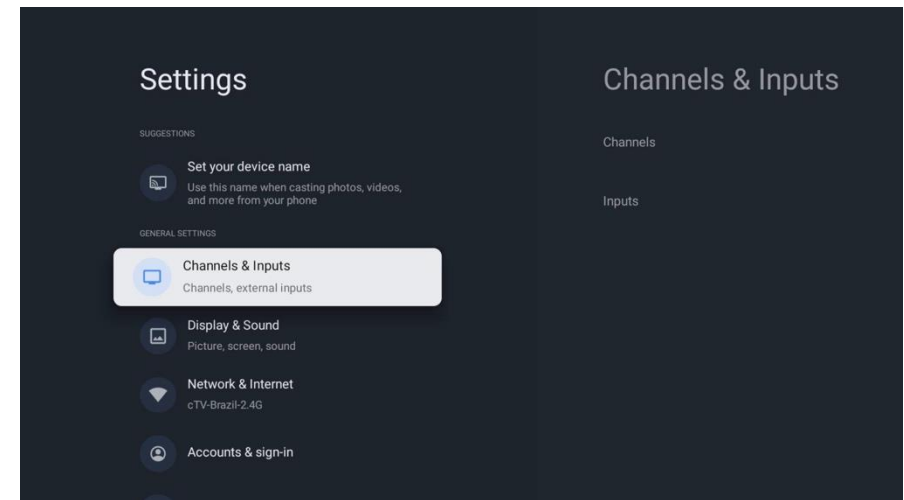 Settings
SUGGESTIONS
Set your device name
Use this name when casting photos, videos,
and more from your phone
GENERAL SETTINGS
Channels & Inputs
Channels, external inputs
Display & Sound
Picture, screen, sound
Network & Internet
cTV-Brazil-2.4G
Accounts & sign-in
Channels & Inputs
Channels
Inputs